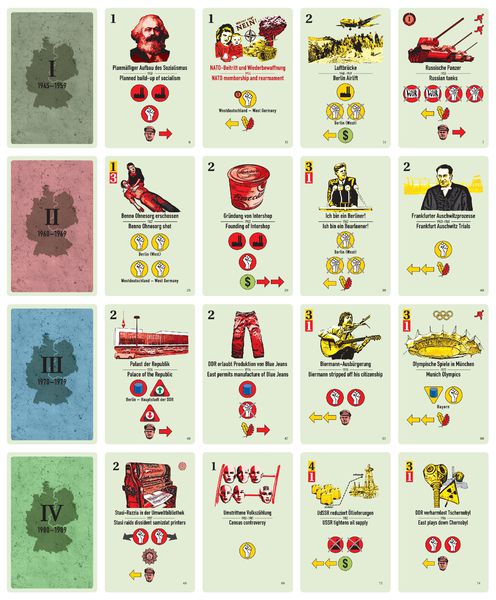 I
1945–1959
1
Planmäßiger Aufbau des Sozialismus
1952
Planned build-up of socialism
1
NEIN!
NATO-Beitritt und Wiederbewaffnung
1955
NATO membership and rearmament
Westdeutschland – West Germany
2
Luftbrücke
1948–1949
Berlin Airlift
Berlin (West)
$
Russische Panzer
1953
Russian tanks
II
1960–1969
1
3
Benno Ohnesorg erschossen
1967
Benno Ohnesorg shot
Berlin (West)
Westdeutschland – West Germany
2
Gründung von Intershop
1962
Founding of Intershop
$
3
1
Ich bin ein Berliner!
1963
Ich bin ein Bearleener!
Berlin (West)
2
Frankfurter Auschwitzprozesse
1963–1968
Frankfurt Auschwitz Trials
III
1970–1979
2
Palast der Republik
1976
Palace of the Republic
Berlin – Hauptstadt der DDR
2
DDR erlaubt Produktion von Blue Jeans
1974
East permits manufacture of Blue Jeans
3
1
Biermann-Ausbürgerung
1976
Biermann stripped off his citizenship
3
1
Olympische Spiele in München
1972
Munich Olympics
Bayern
IV
1980–1989
2
Stasi-Razzia in der Umweltbibliothek
1987
Stasi raids dissident samizdat printers
1
Umstrittene Volkszählung
1983–1987
Census controversy
4
1
UdSSR reduziert Öllieferungen
1982
USSR tightens oil supply
$
3
1
DDR verharmlost Tschernobyl
1986
East plays down Chernobyl